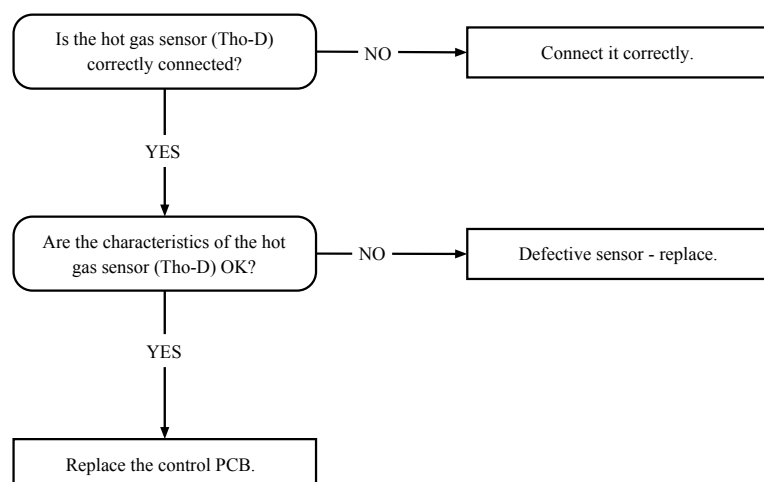 Is the hot gas sensor (Tho-D)
correctly connected?
NO
Connect it correctly.
YES
Are the characteristics of the hot
gas sensor (Tho-D) OK?
NO
Defective sensor - replace.
YES
Replace the control PCB.